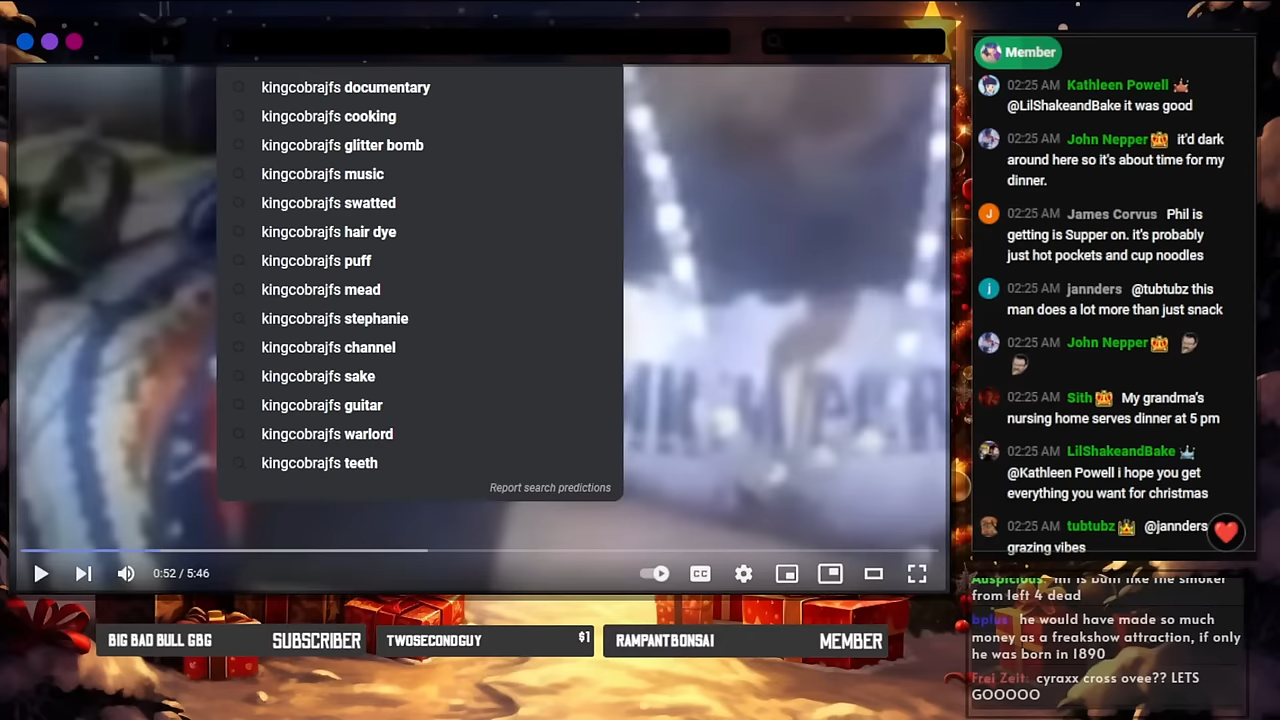 kingcobrajfs documentary
kingcobrajfs cooking
kingcobrajfs glitter bomb
kingcobrajfs music
kingcobrajfs swatted
kingcobrajfs hair dye
kingcobrajfs puff
kingcobrajfs mead
kingcobrajfs stephanie
kingcobrajfs channel
kingcobrajfs sake
kingcobrajfs guitar
kingcobrajfs warlord
kingcobrajfs teeth
Report search predictions
0:52 / 5:46
CC
BIG BAD BULL GBG SUBSCRIBER
TWOSECONDGUY $1
RAMPANTBONSAI MEMBER
Member
02:25 AM Kathleen Powell
@LilShakeandBake it was good
02:25 AM John Nepper it'd dark
around here so it's about time for my
dinner.
J 02:25 AM James Corvus Phil is
getting is Supper on. it's probably
just hot pockets and cup noodles
j 02:25 AM jannders @tubtubz this
man does a lot more than just snack
02:25 AM John Nepper
02:25 AM Sith My grandma's
nursing home serves dinner at 5 pm
02:25 AM LilShakeandBake
@Kathleen Powell i hope you get
everything you want for christmas
02:25 AM tubtubz @jannders
grazing vibes
Auspicious: mf is built like the smoker
from left 4 dead
bplus: he would have made so much
money as a freakshow attraction, if only
he was born in 1890
Frei Zeit: cyraxx cross ovee?? LETS
GOOOOO